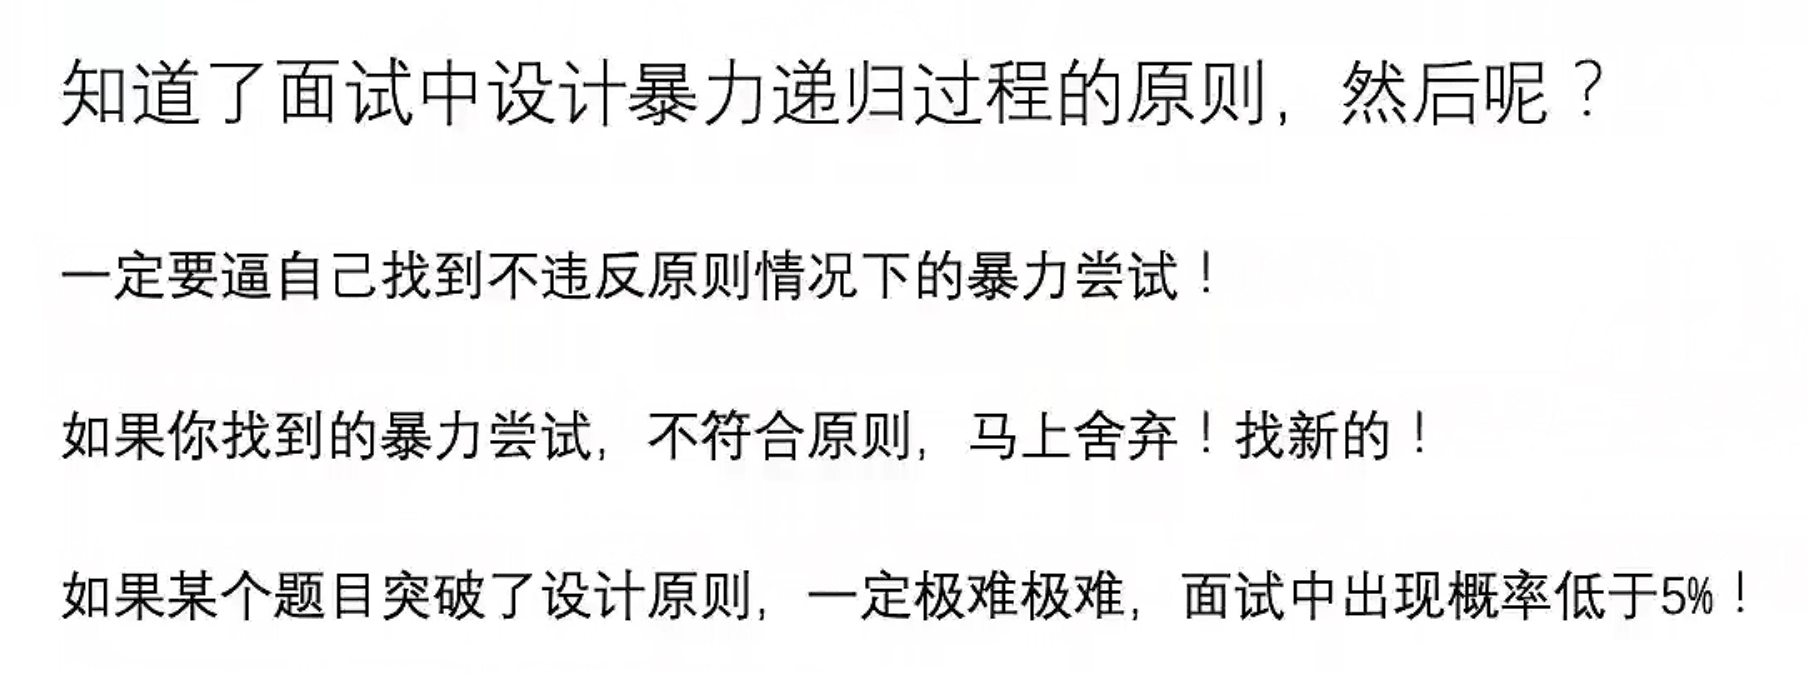 知道了面试中设计暴力递归过程的原则，然后呢？
一定要逼自己找到不违反原则情况下的暴力尝试！
如果你找到的暴力尝试，不符合原则，马上舍弃！找新的！
如果某个题目突破了设计原则，一定极难极难，面试中出现概率低于5%！